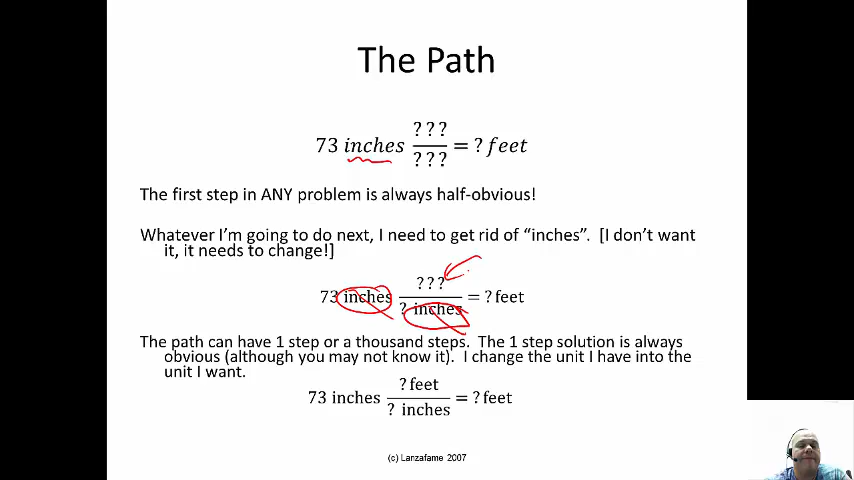 The Path
73 inches ???/??? = ? feet
The first step in ANY problem is always half-obvious!
Whatever I'm going to do next, I need to get rid of “inches”. [I don't want
it, it needs to change!]
73 inches ???/? inches = ? feet
The path can have 1 step or a thousand steps. The 1 step solution is always
obvious (although you may not know it). I change the unit I have into the
unit I want.
73 inches ? feet/? inches = ? feet
(c) Lanzafame 2007